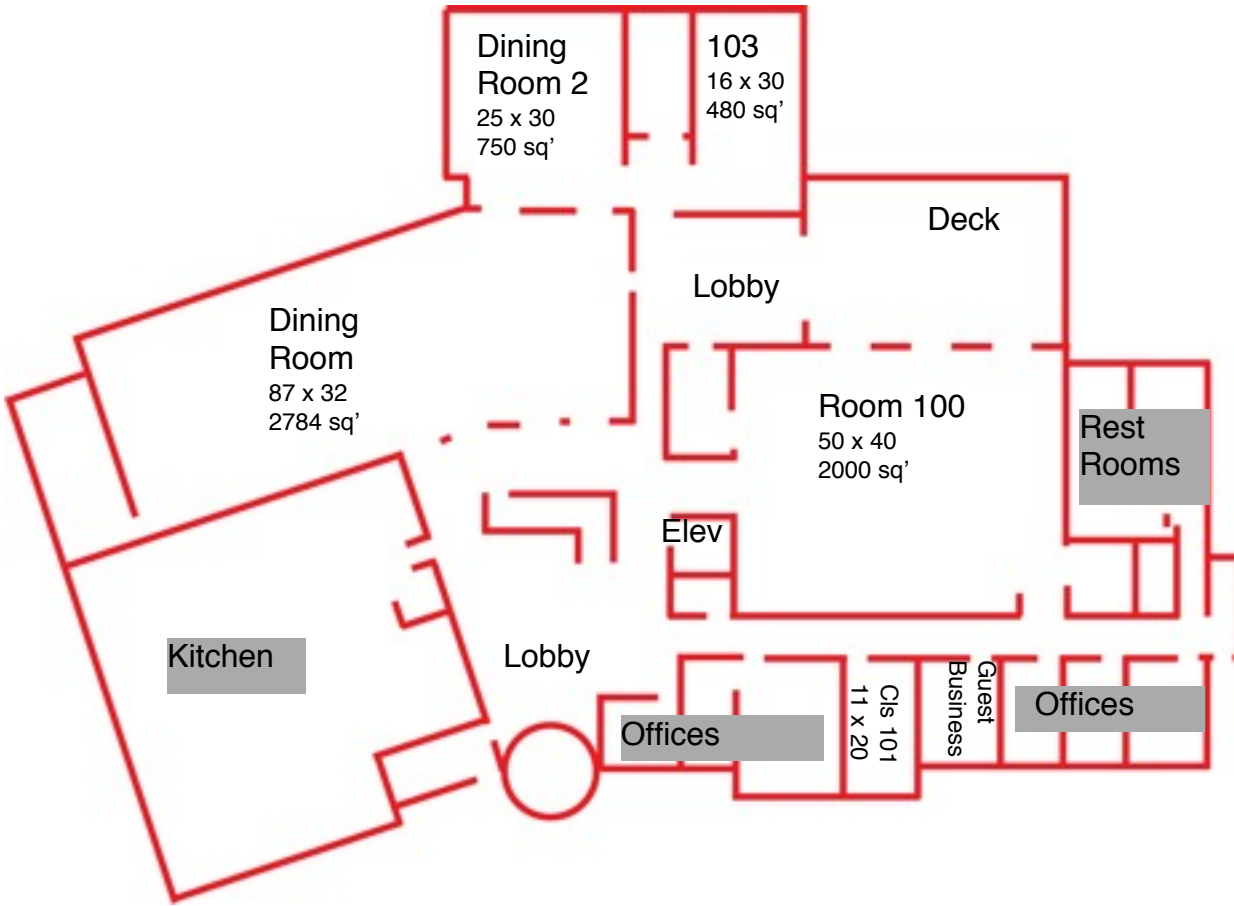 Dining
Room 2
25 x 30
750 sq’
103
16 x 30
480 sq’
Deck
Lobby
Dining
Room
87 x 32
2784 sq’
Room 100
50 x 40
2000 sq’
Rest
Rooms
Elev
Kitchen
Lobby
Offices
Cls 101
11 x 20
Guest
Business
Offices